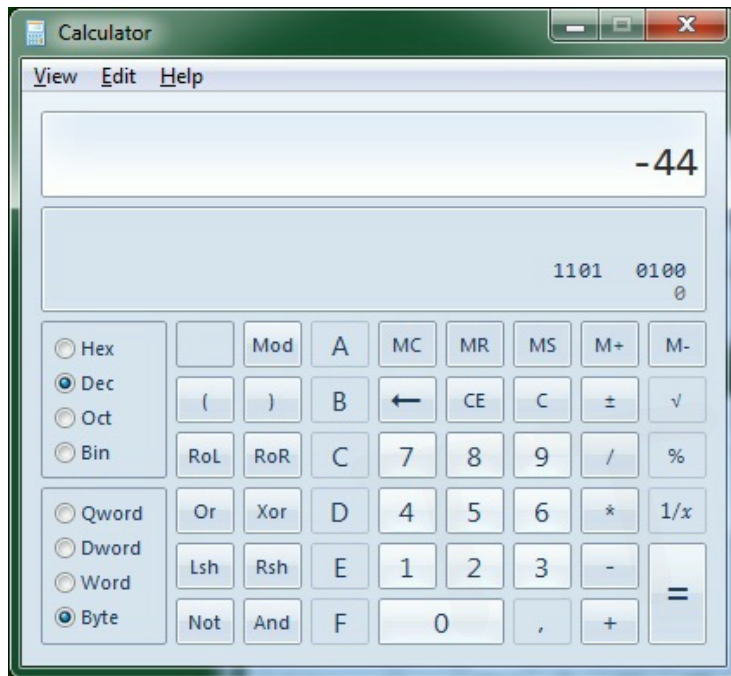 Calculator
View Edit Help
-44
1101 0100
0
Hex
Dec
Oct
Bin
Qword
Dword
Word
Byte
Mod A MC MR MS M+ M-
( ) B ← CE C ± √
RoL RoR C 7 8 9 / %
Or Xor D 4 5 6 * 1/x
Lsh Rsh E 1 2 3 - =
Not And F 0 , +